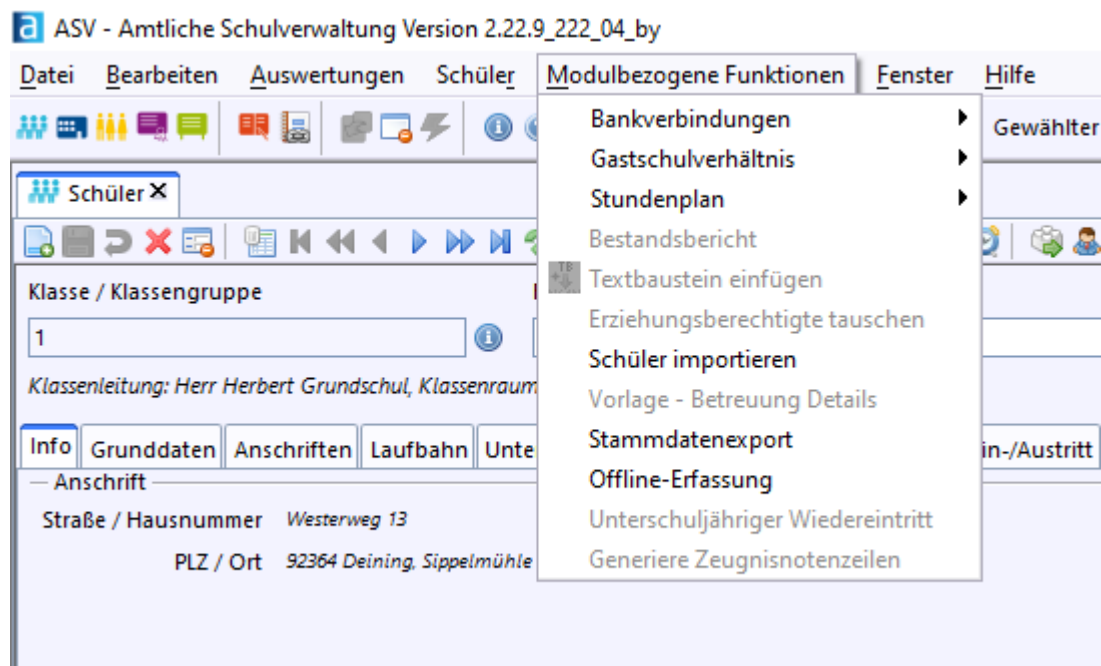 ASV - Amtliche Schulverwaltung Version 2.22.9_222_04_by
Datei Bearbeiten Auswertungen Schüler Modulbezogene Funktionen Fenster Hilfe
Gewählter
Schüler
Bankverbindungen
Gastschulverhältnis
Stundenplan
Bestandsbericht
TB Textbaustein einfügen
Erziehungsberechtigte tauschen
Schüler importieren
Vorlage - Betreuung Details
Stammdatenexport
Offline-Erfassung
Unterschuljähriger Wiedereintritt
Generiere Zeugnisnotenzeilen
Klasse / Klassengruppe
1
Klassenleitung: Herr Herbert Grundschul, Klassenraum
Info Grunddaten Anschriften Laufbahn Unte in-/Austritt
Anschrift
Straße / Hausnummer Westerweg 13
PLZ / Ort 92364 Deining, Sippelmühle